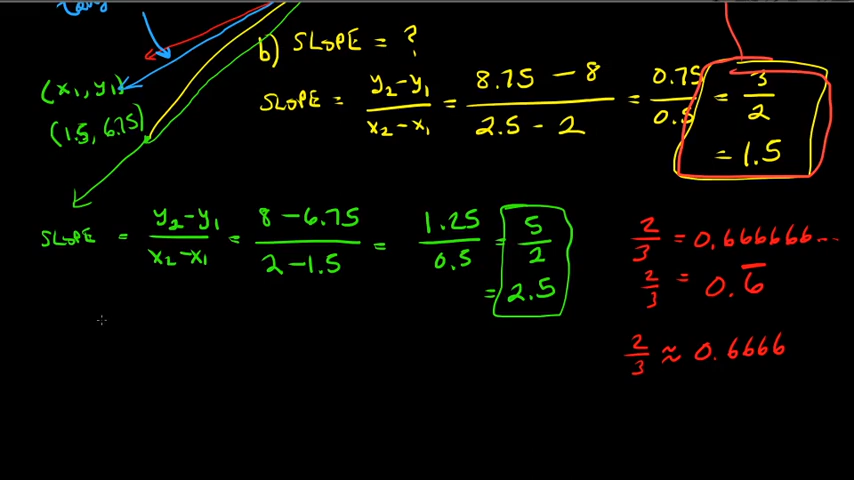 b) SLOPE = ?
(x₁, y₁)
(1.5, 6.75)
SLOPE = y₂-y₁/x₂-x₁ = 8.75 - 8/2.5 - 2 = 0.75/0.5 = 3/2
= 1.5
SLOPE = y₂-y₁/x₂-x₁ = 8-6.75/2-1.5 = 1.25/0.5 = 5/2
= 2.5
2/3 = 0.666666...
2/3 = 0.6̅
2/3 ≈ 0.6666